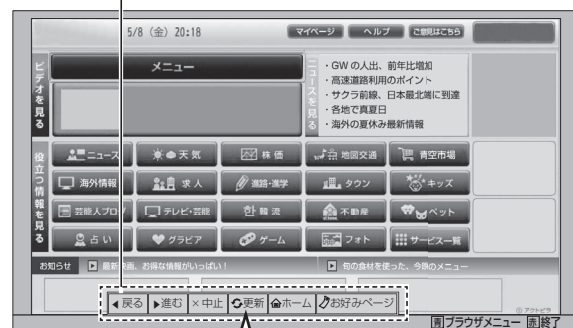 5/8（金）20:18
マイページ ヘルプ ご意見はこちら
ビデオを見る
メニュー
ニュースを見る
・GWの人出、前年比増加
・高速道路利用のポイント
・サクラ前線、日本最北端に到達
・各地で真夏日
・海外の夏休み最新情報
役立つ情報を見る
ニュース 天気 株価 地図交通 青空市場
海外情報 求人 進路・進学 タウン キッズ
芸能人ブログ テレビ・芸能 韓流 不動産 ペット
占い グラビア ゲーム フォト サービス一覧
お知らせ ▶ 最新映画、お得な情報がいっぱい！ ▶ 旬の食材を使った、今旬のメニュー
◀戻る ▶進む ×中止 更新 ホーム お好みページ
青 ブラウザメニュー 赤 終了